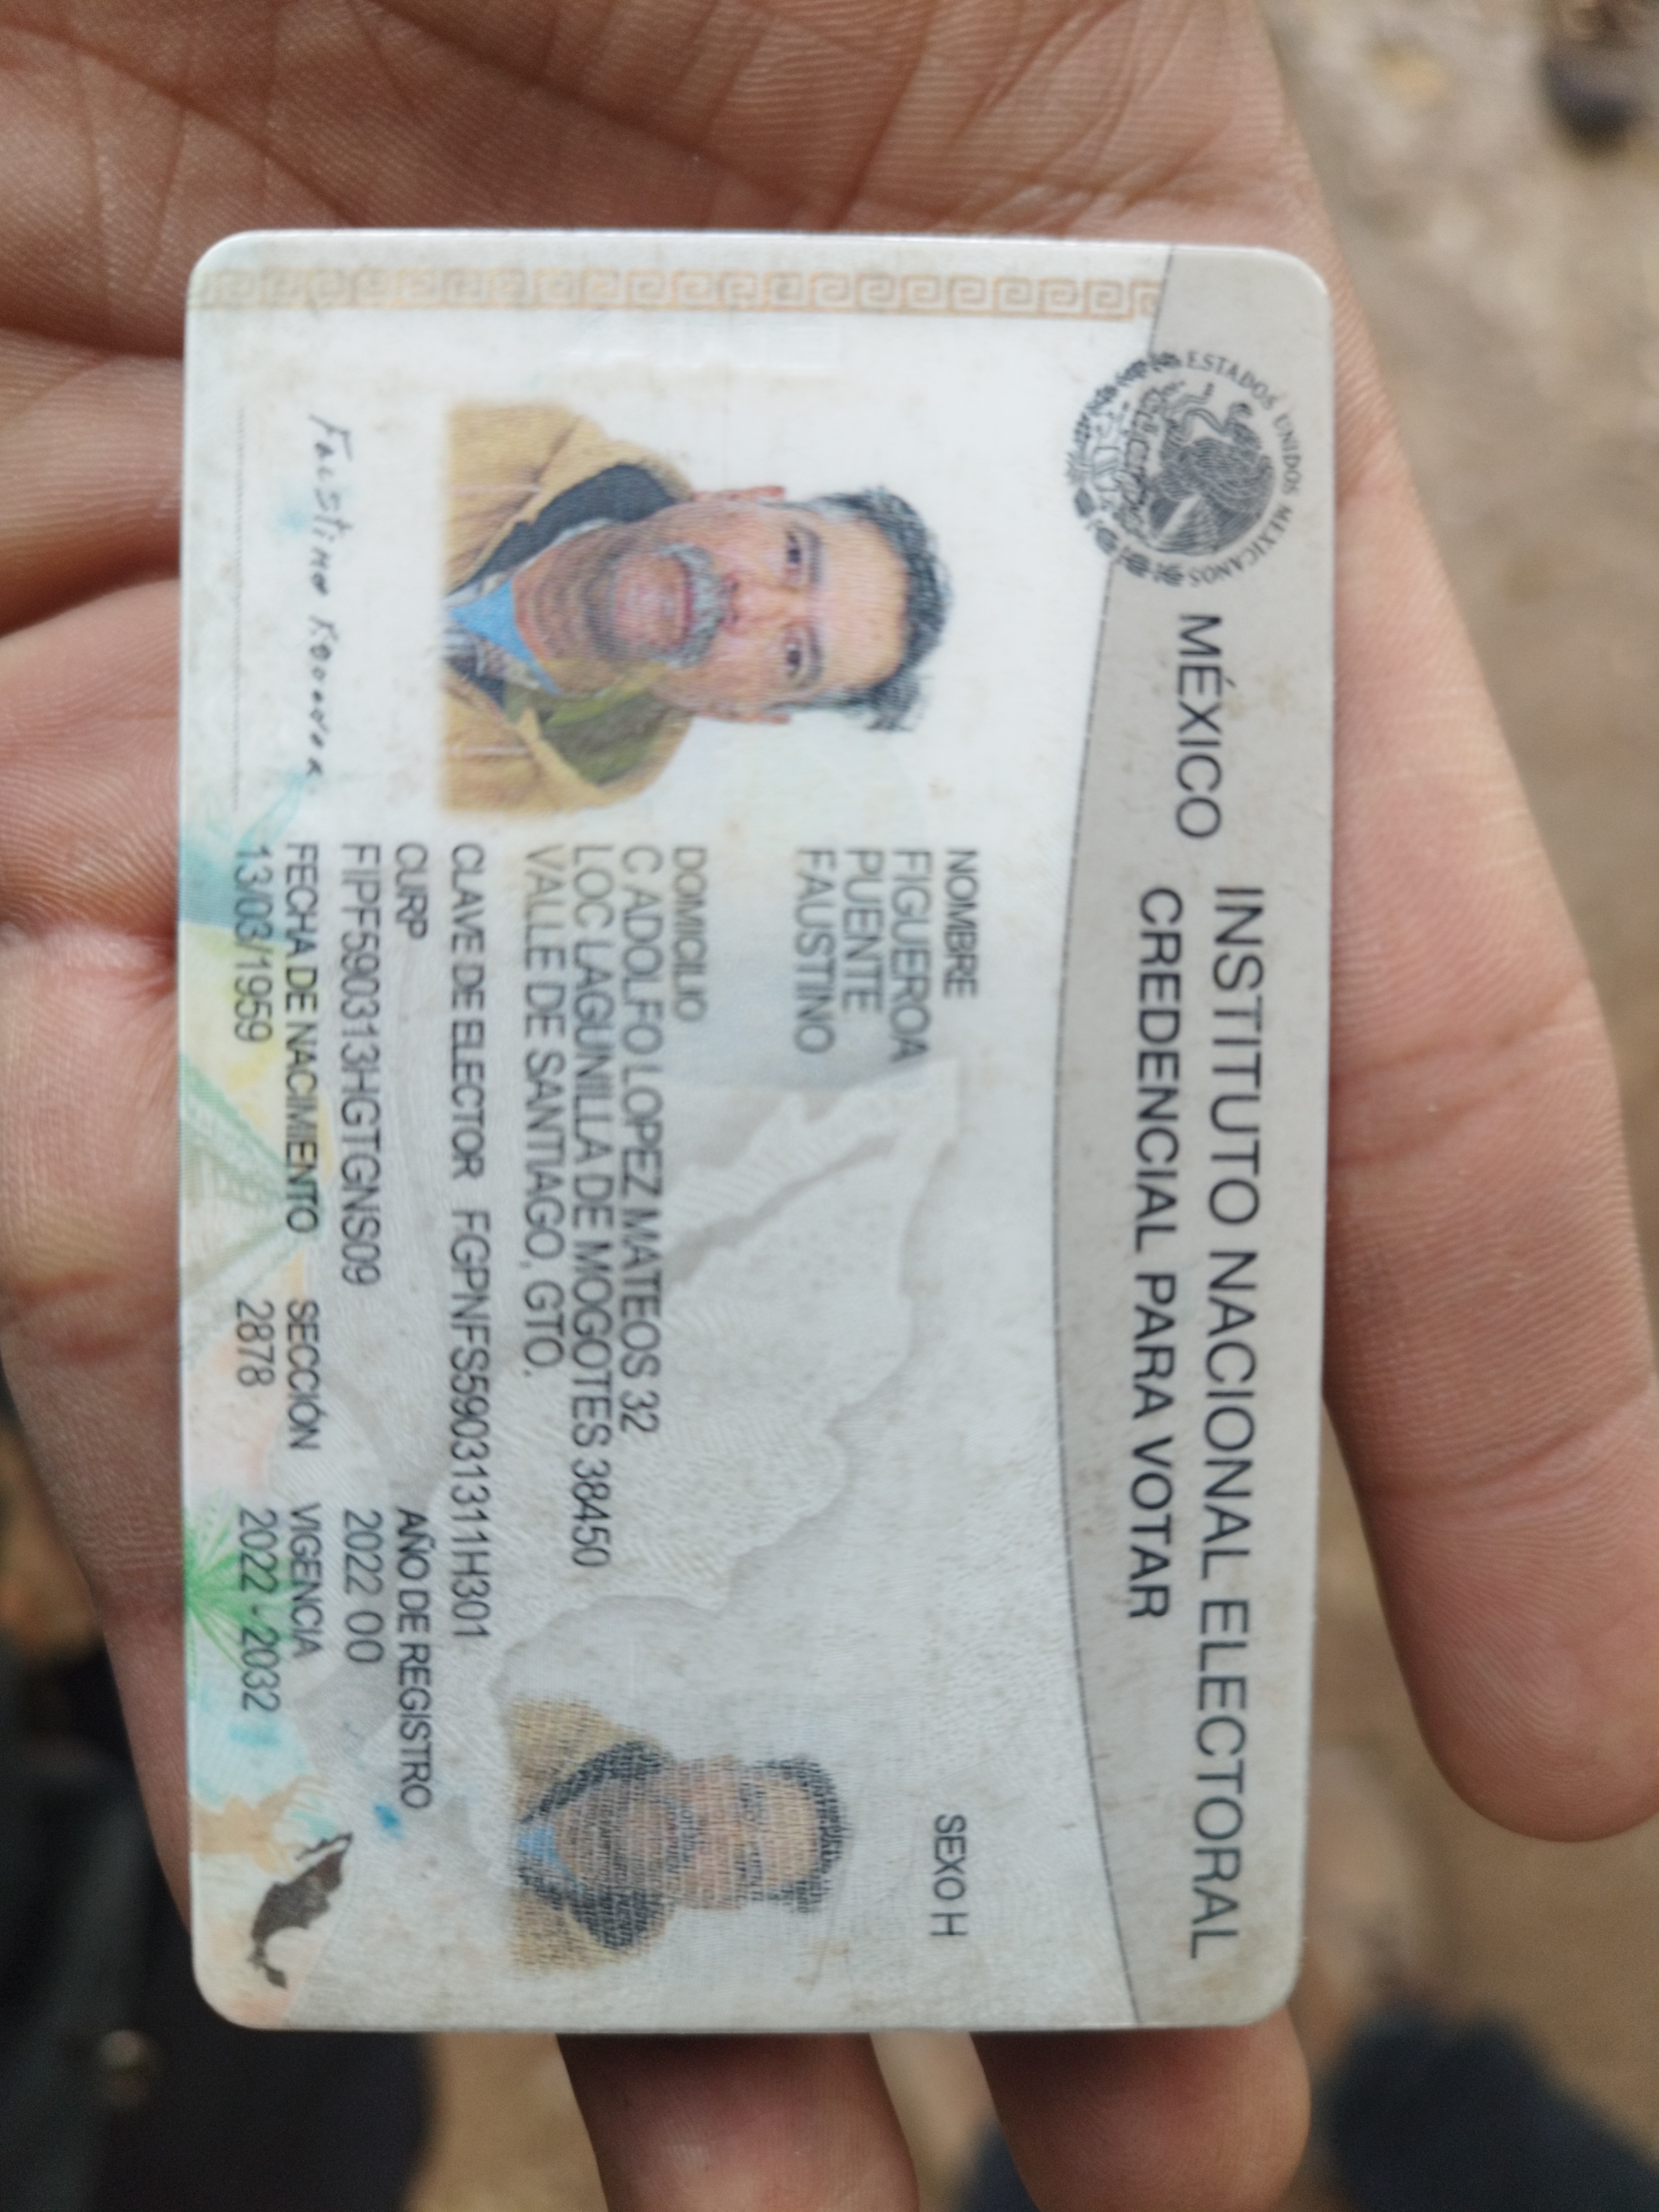 ESTADOS UNIDOS MEXICANOS
MÉXICO
INSTITUTO NACIONAL ELECTORAL
CREDENCIAL PARA VOTAR
NOMBRE
FIGUEROA
PUENTE
FAUSTINO
SEXO H
DOMICILIO
C ADOLFO LOPEZ MATEOS 32
LOC LAGUNILLA DE MOGOTES 38450
VALLE DE SANTIAGO, GTO.
CLAVE DE ELECTOR FGPNFS59031311H301
CURP
FIPF590313HGTGNS09
AÑO DE REGISTRO
2022 00
FECHA DE NACIMIENTO
13/03/1959
SECCIÓN
2878
VIGENCIA
2022 - 2032